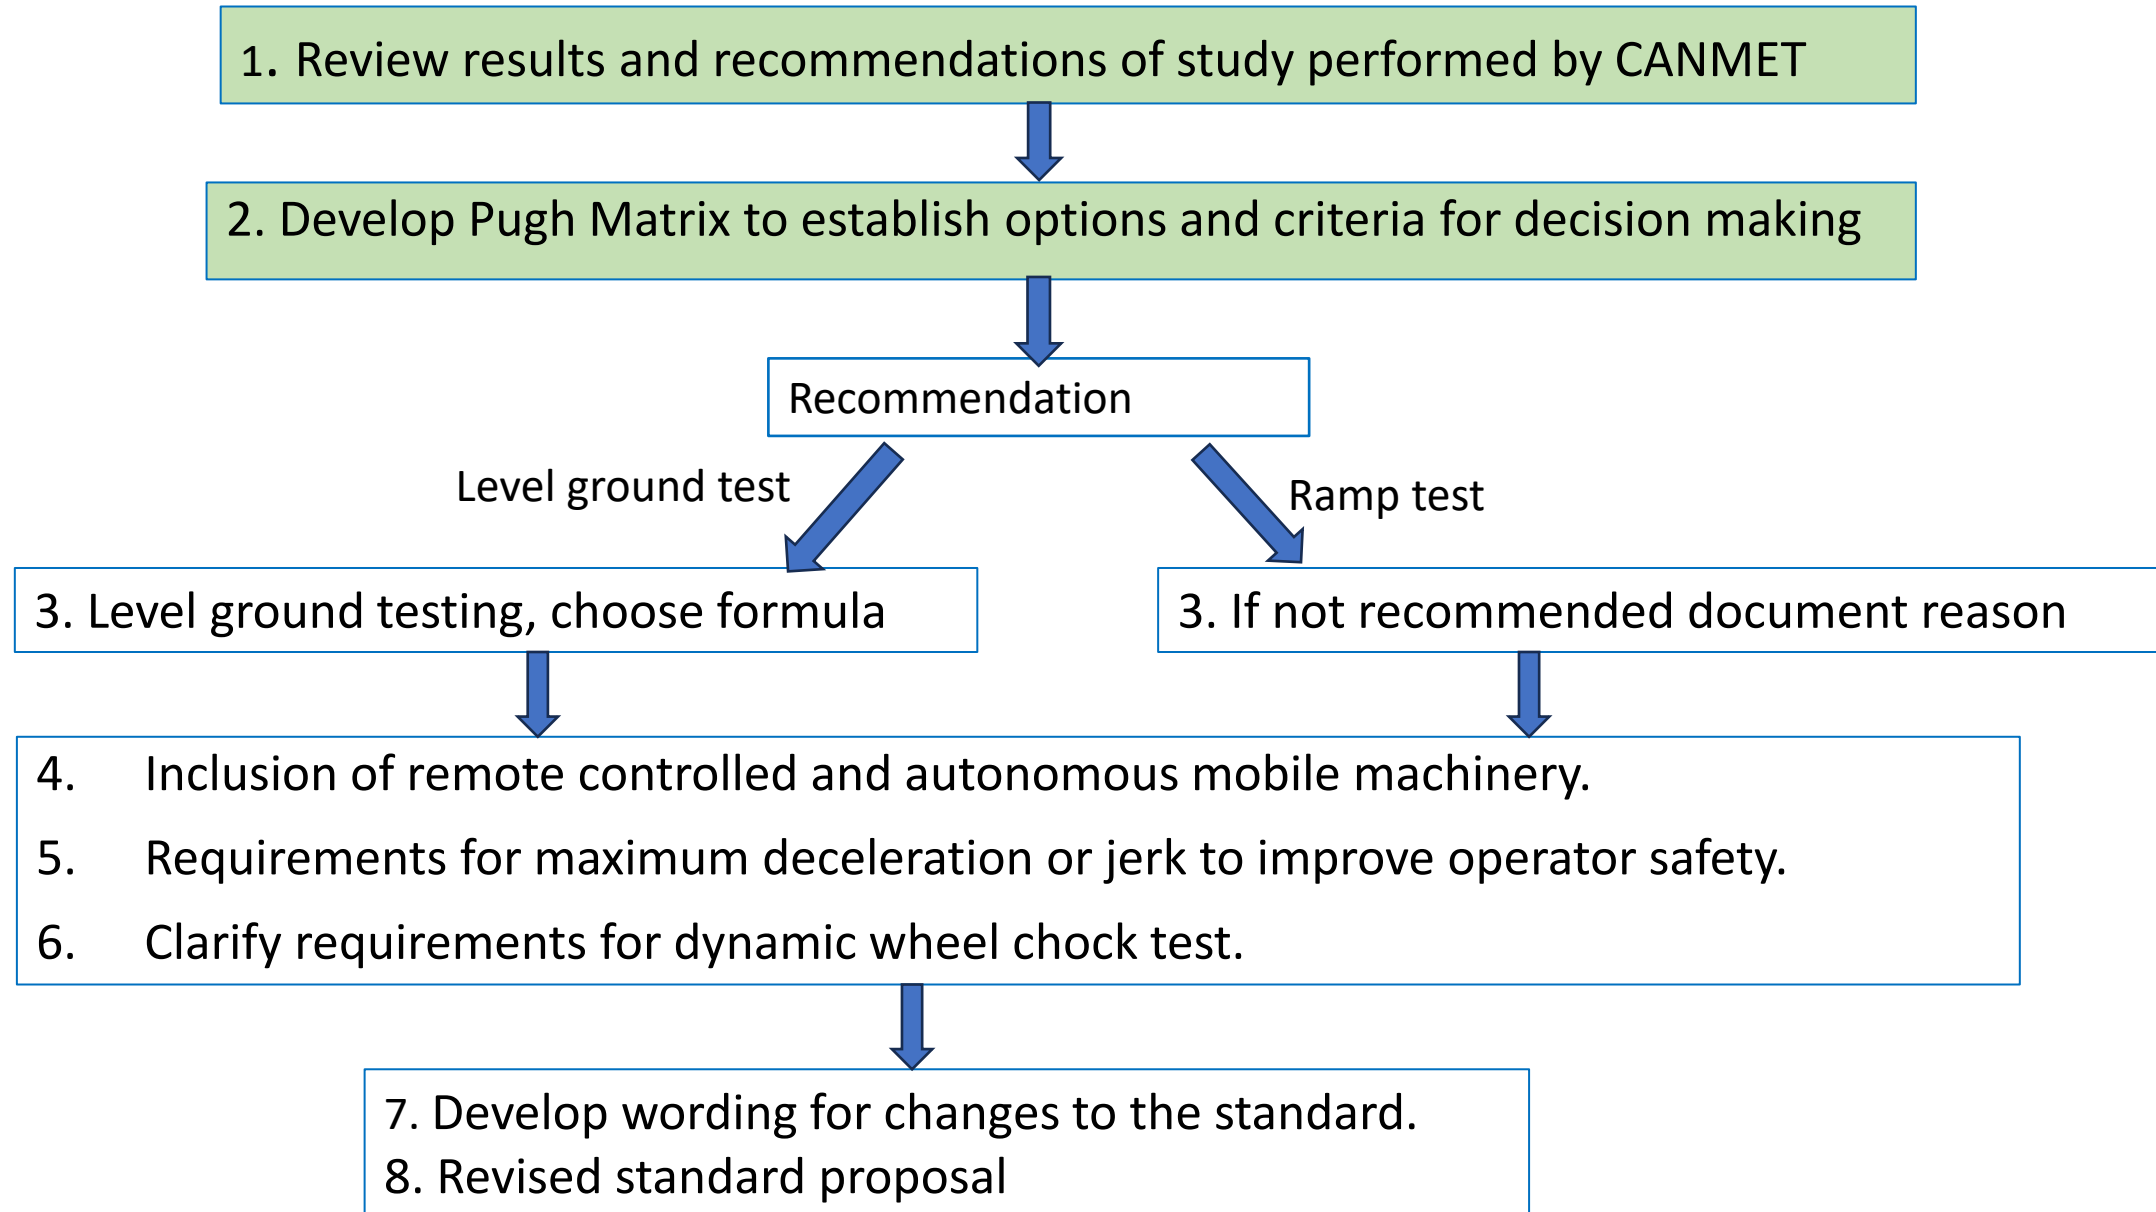 1. Review results and recommendations of study performed by CANMET
2. Develop Pugh Matrix to establish options and criteria for decision making
Recommendation
Level ground test
Ramp test
3. Level ground testing, choose formula
3. If not recommended document reason
4. Inclusion of remote controlled and autonomous mobile machinery.
5. Requirements for maximum deceleration or jerk to improve operator safety.
6. Clarify requirements for dynamic wheel chock test.
7. Develop wording for changes to the standard.
8. Revised standard proposal